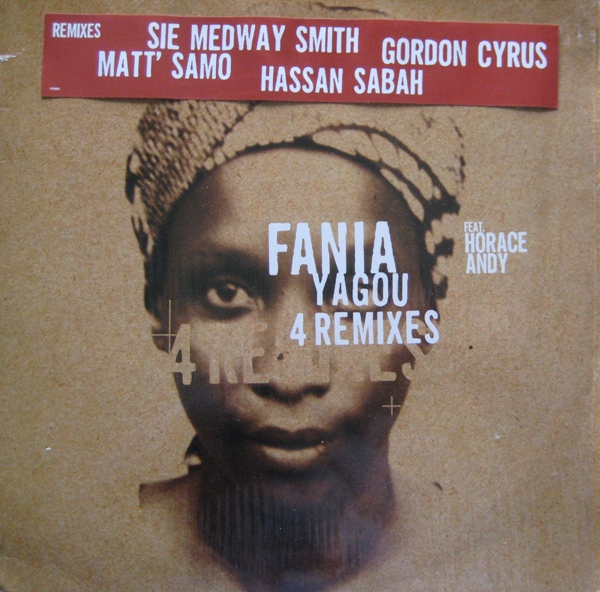 REMIXES
SIE MEDWAY SMITH
GORDON CYRUS
MATT' SAMO
HASSAN SABAH
FANIA
FEAT.
HORACE
ANDY
YAGOU
4 REMIXES
4 REMIXES